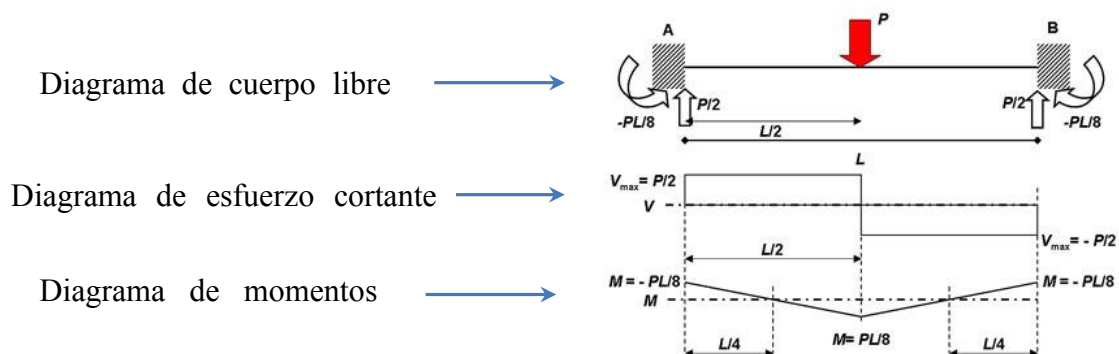 P
A
B
Diagrama de cuerpo libre
P/2
P/2
-PL/8
-PL/8
L/2
L
Diagrama de esfuerzo cortante
Vmax= P/2
V
Vmax= - P/2
L/2
Diagrama de momentos
M = - PL/8
M = - PL/8
M
M= PL/8
L/4
L/4